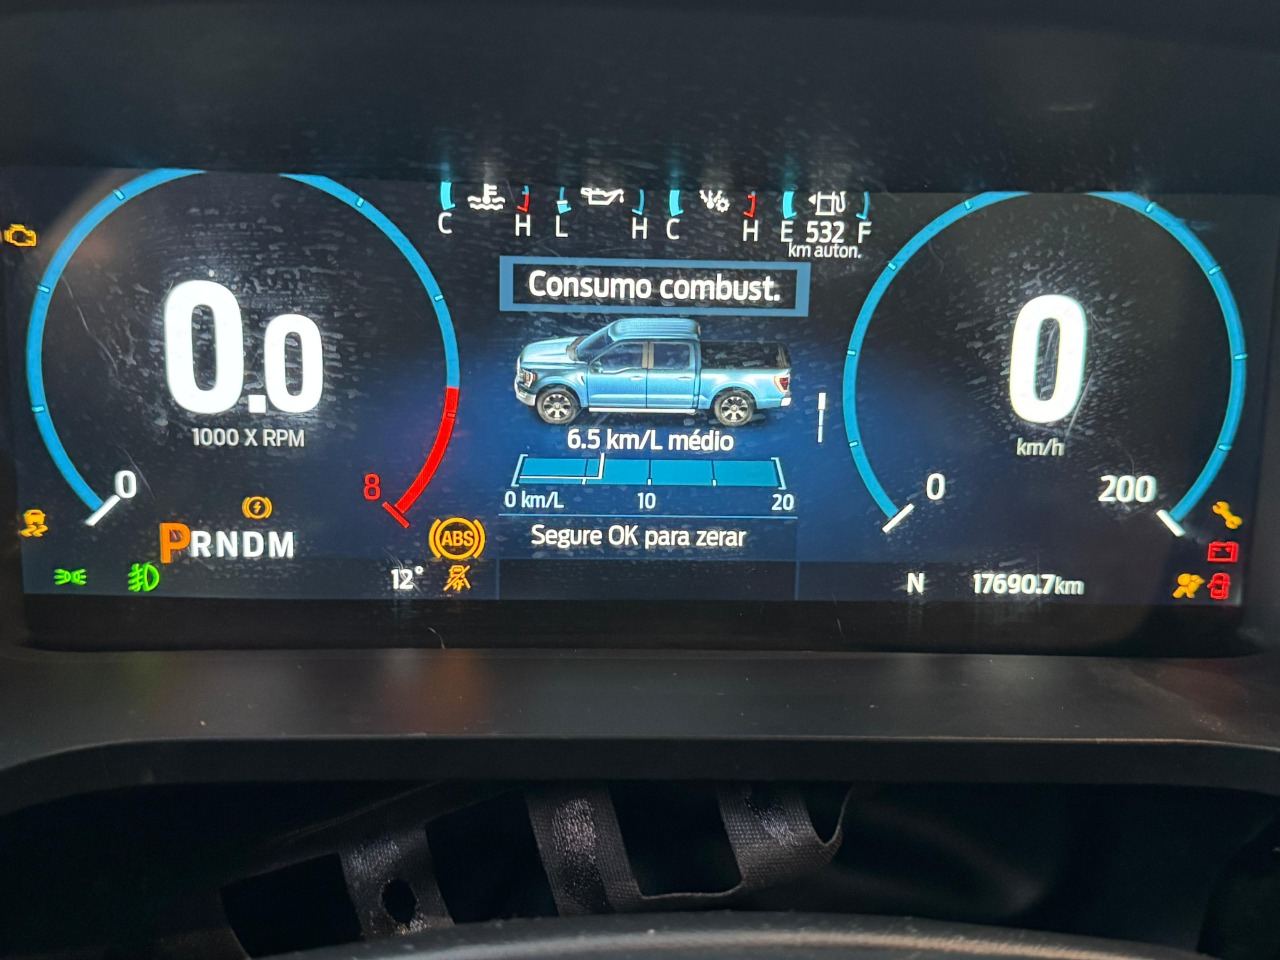 C H L H C H E 532 F
km auton.
Consumo combust.
0.0
1000 X RPM
0
8
6.5 km/L médio
0 km/L 10 20
Segure OK para zerar
0
km/h
0 200
PRNDM
ABS
12°
N 17690.7km